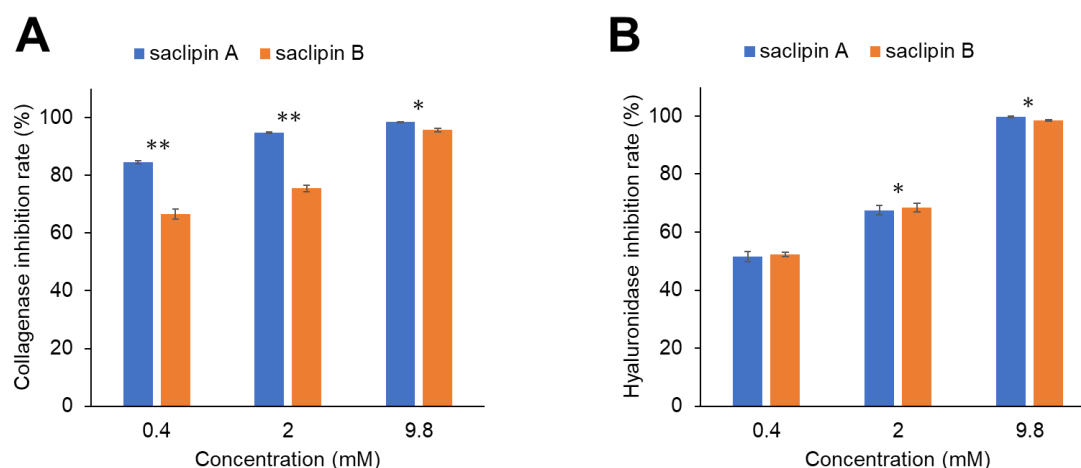 A
saclipin A saclipin B
Collagenase inhibition rate (%)
100
80
60
40
20
0
** ** *
0.4 2 9.8
Concentration (mM)
B
saclipin A saclipin B
Hyaluronidase inhibition rate (%)
100
80
60
40
20
0
* *
0.4 2 9.8
Concentration (mM)